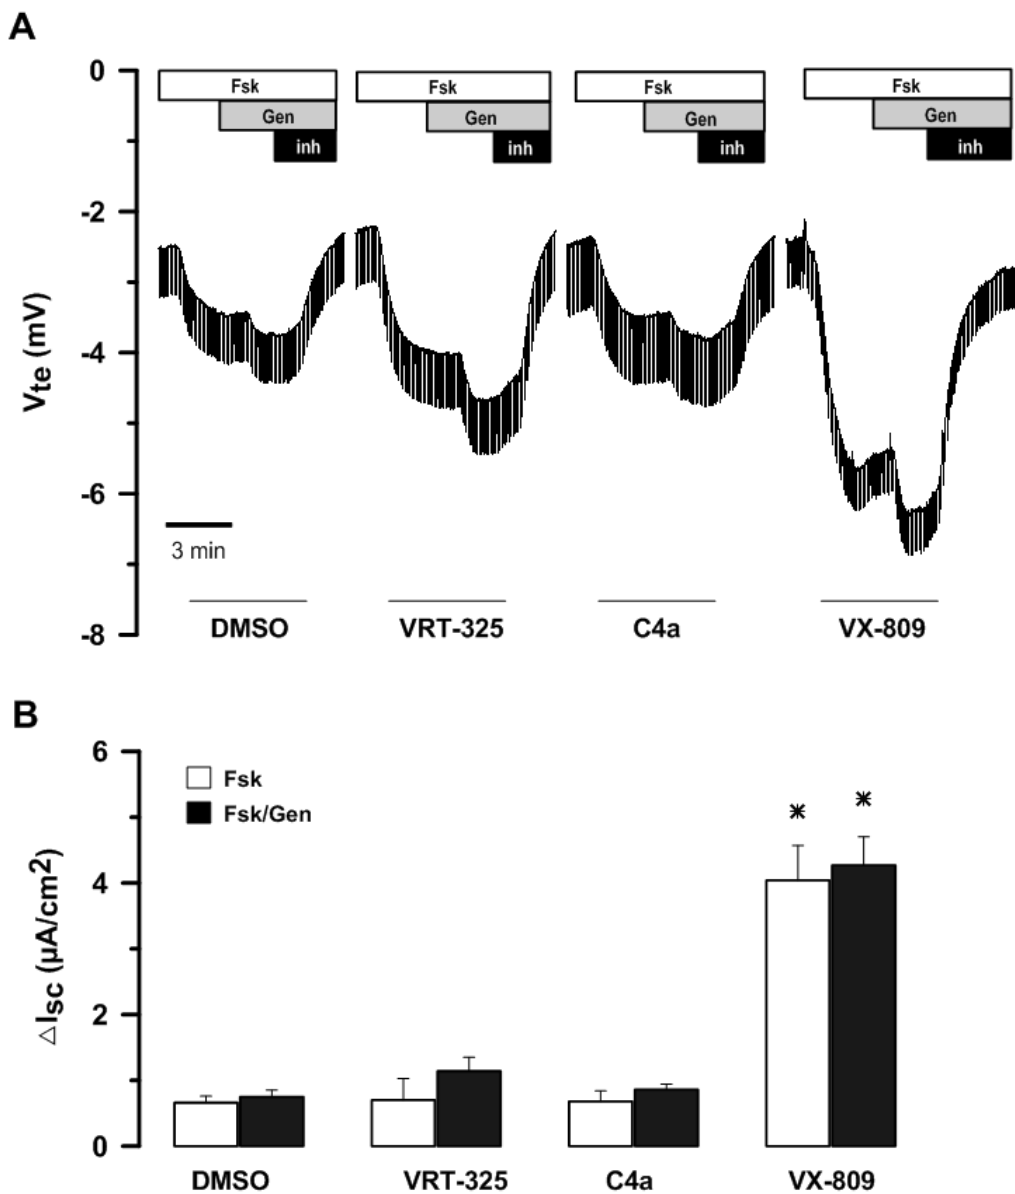 A
0
-2
-4
-6
-8
Vte (mV)
Fsk
Gen
inh
Fsk
Gen
inh
Fsk
Gen
inh
Fsk
Gen
inh
3 min
DMSO
VRT-325
C4a
VX-809
B
6
4
2
0
△Isc (µA/cm2)
Fsk
Fsk/Gen
*
*
DMSO
VRT-325
C4a
VX-809